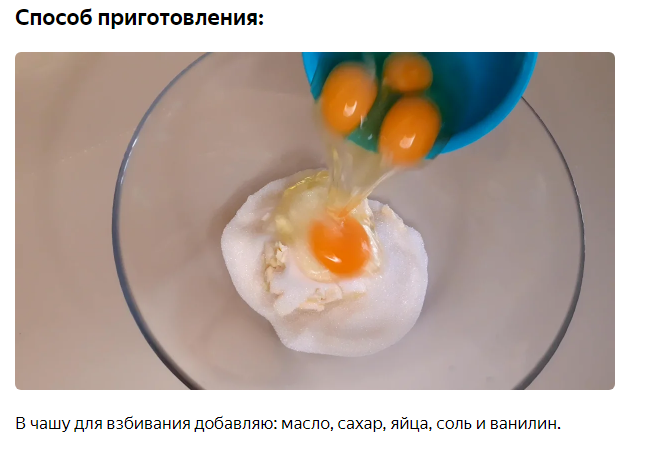 Способ приготовления:
В чашу для взбивания добавляю: масло, сахар, яйца, соль и ванилин.